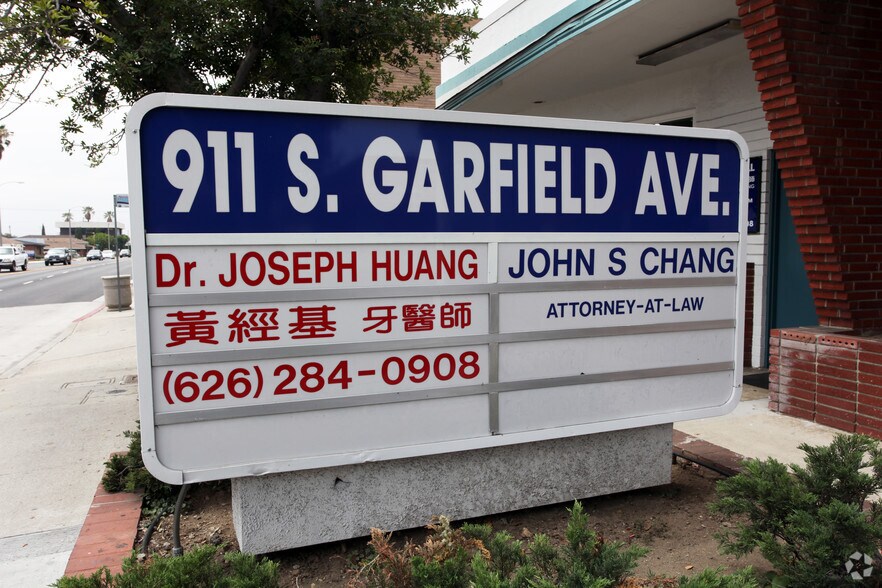 911 S. GARFIELD AVE.
Dr. JOSEPH HUANG
黃經基 牙醫師
(626) 284-0908
JOHN S CHANG
ATTORNEY-AT-LAW